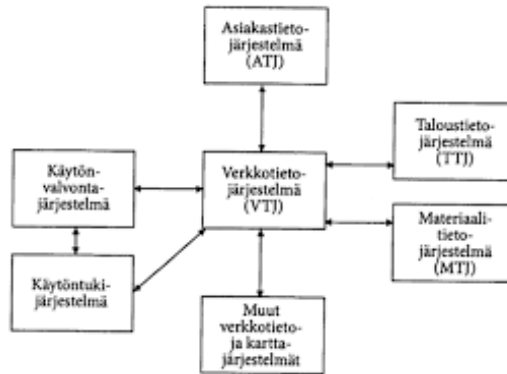 Asiakastieto-
järjestelmä
(ATJ)
Taloustieto-
järjestelmä
(TTJ)
Käytön-
valvonta-
järjestelmä
Verkkotieto-
järjestelmä
(VTJ)
Materiaali-
tieto-
järjestelmä
(MTJ)
Käytöntuki-
järjestelmä
Muut
verkkotieto-
ja kartta-
järjestelmät